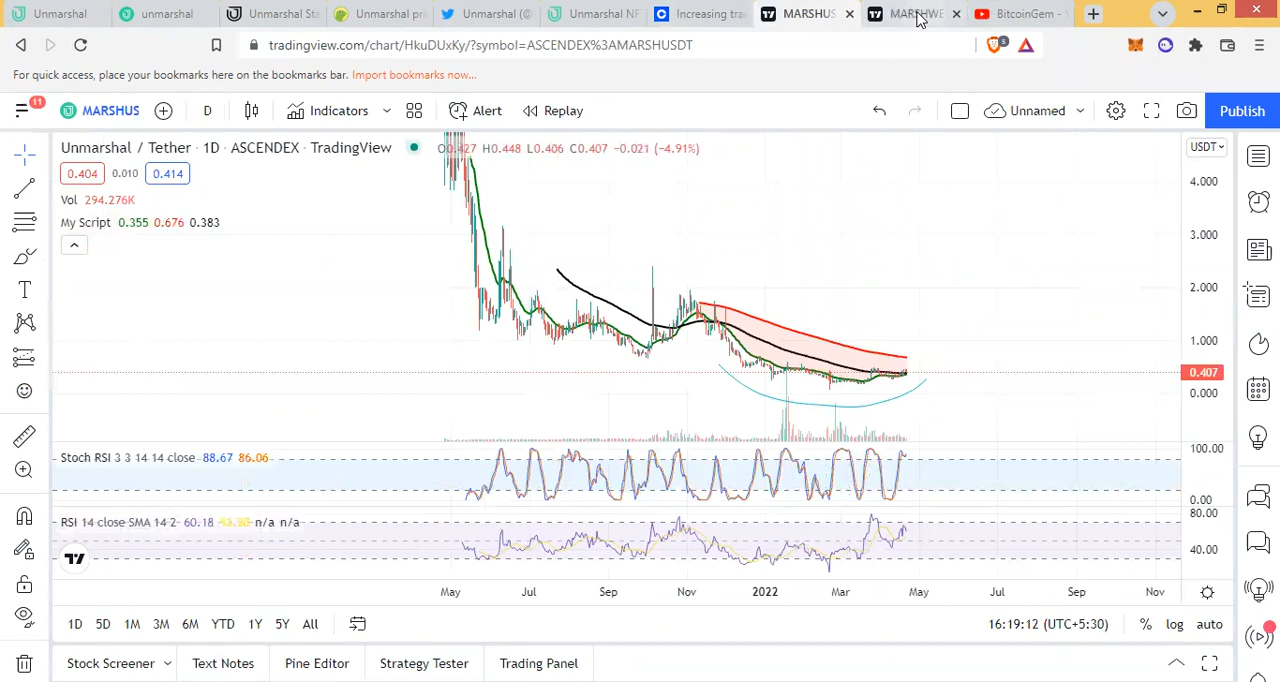 Unmarshal
unmarshal
Unmarshal Sta
Unmarshal pri
Unmarshal (@
Unmarshal NF
Increasing tra
MARSHUS
MARSHWE
BitcoinGem -
tradingview.com/chart/HkuDUxKy/?symbol=ASCENDEX%3AMARSHUSDT
For quick access, place your bookmarks here on the bookmarks bar. Import bookmarks now...
11
MARSHUS
D
Indicators
Alert
Replay
Unnamed
Publish
Unmarshal / Tether · 1D · ASCENDEX · TradingView
O0.427 H0.448 L0.406 C0.407 −0.021 (−4.91%)
USDT
0.404 0.010 0.414
Vol 294.276K
My Script 0.355 0.676 0.383
4.000
3.000
2.000
1.000
0.407
0.000
Stoch RSI 3 3 14 14 close 88.67 86.06
100.00
0.00
RSI 14 close SMA 14 2 60.18 n/a n/a
80.00
40.00
May Jul Sep Nov 2022 Mar May Jul Sep Nov
1D 5D 1M 3M 6M YTD 1Y 5Y All
16:19:12 (UTC+5:30) % log auto
Stock Screener Text Notes Pine Editor Strategy Tester Trading Panel